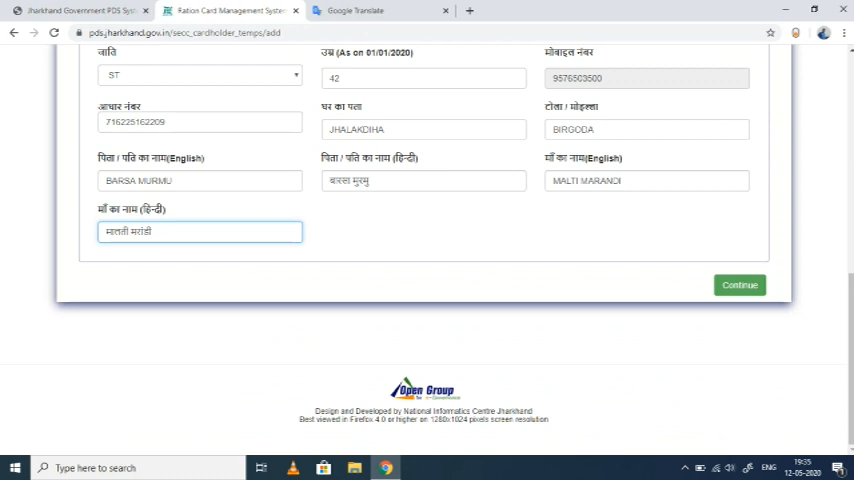 Jharkhand Government PDS Syst
Ration Card Management System
Google Translate
pds.jharkhand.gov.in/secc_cardholder_temps/add
जाति
उम्र (As on 01/01/2020)
मोबाइल नंबर
ST
42
9576503500
आधार नंबर
घर का पता
टोला / मोहल्ला
716225162209
JHALAKDIHA
BIRGODA
पिता / पति का नाम(English)
पिता / पति का नाम (हिन्दी)
माँ का नाम(English)
BARSA MURMU
बारसा मुरमु
MALTI MARANDI
माँ का नाम (हिन्दी)
मालती मरांडी
Continue
Open Group
Design and Developed by National Informatics Centre Jharkhand
Best viewed in Firefox 4.0 or higher on 1280x1024 pixels screen resolution
Type here to search
ENG
19:35
12-05-2020